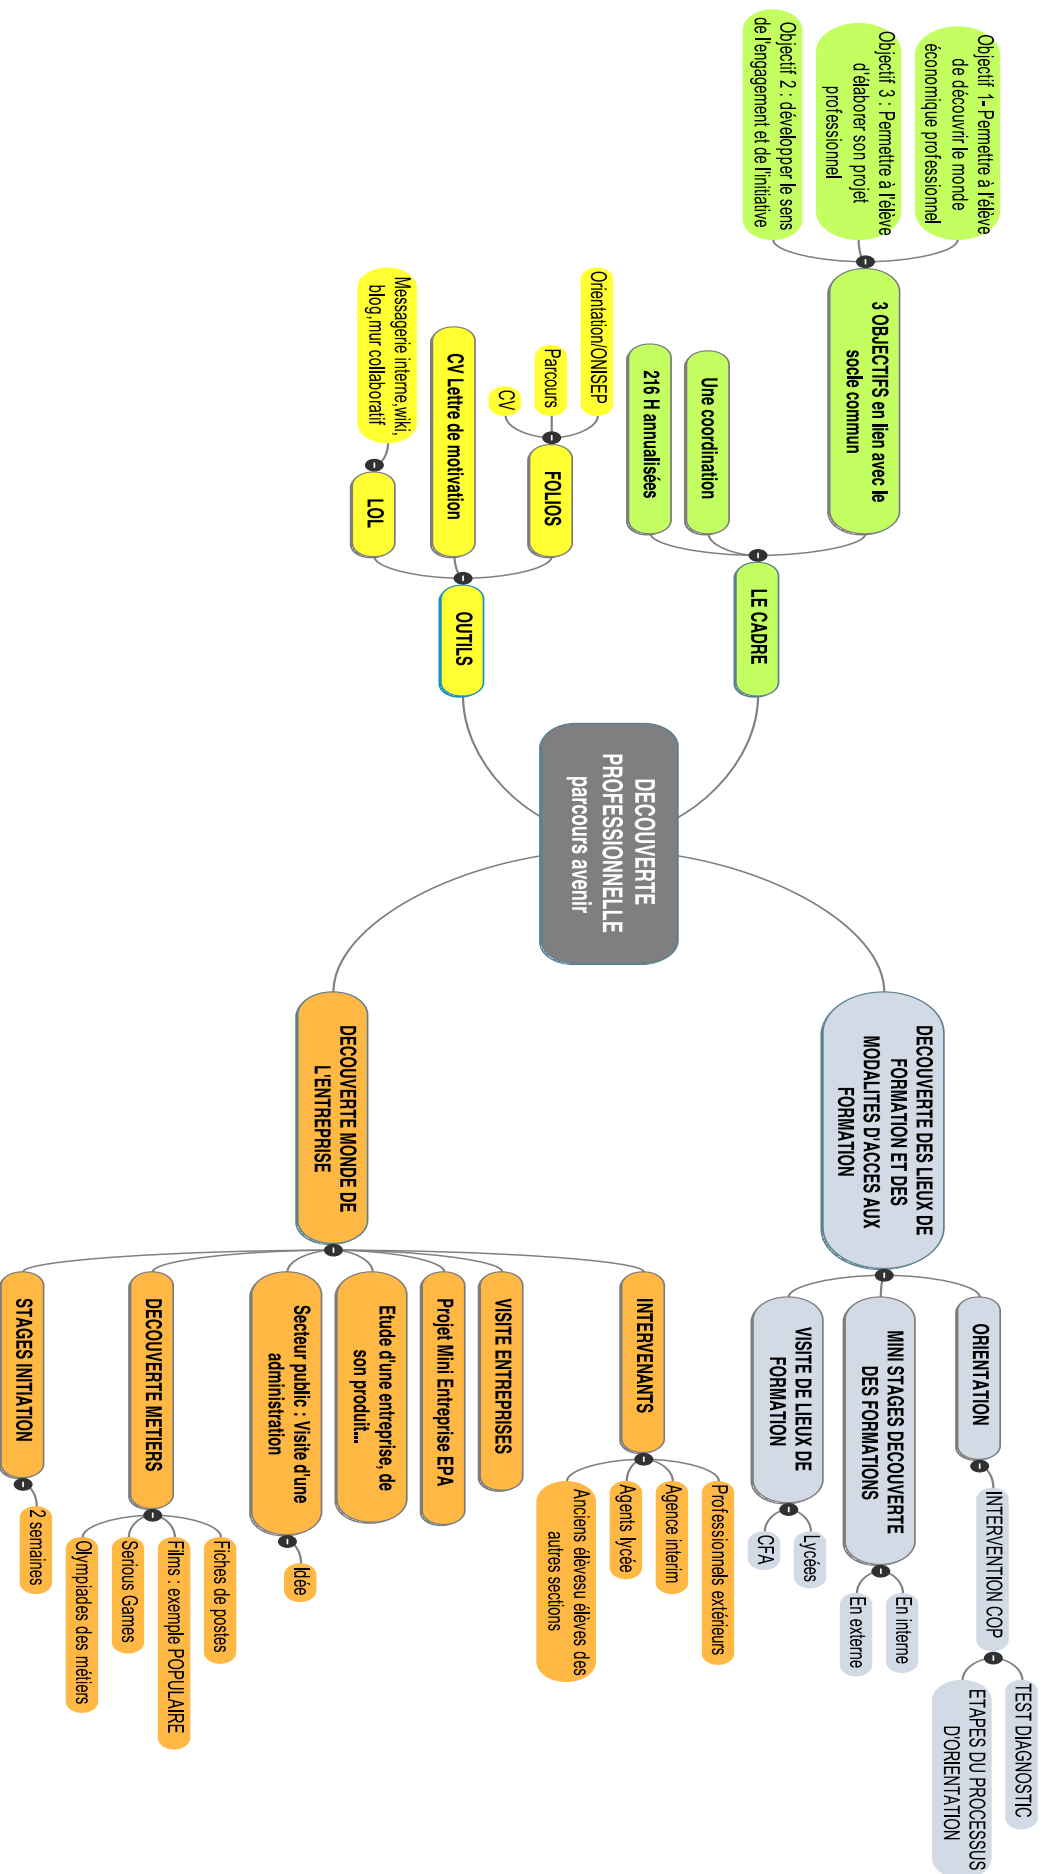 DECOUVERTE
PROFESSIONNELLE
parcours avenir
LE CADRE
3 OBJECTIFS en lien avec le
socle commun
Objectif 1- Permettre à l'élève
de découvrir le monde
économique professionnel
Objectif 3 : Permettre à l'élève
d'élaborer son projet
professionnel
Objectif 2 : développer le sens
de l'engagement et de l'initiative
Une coordination
216 H annualisées
OUTILS
FOLIOS
Orientation/ONISEP
Parcours
CV
CV Lettre de motivation
LOL
Messagerie interne,wiki,
blog,mur collaboratif
DECOUVERTE DES LIEUX DE
FORMATION ET DES
MODALITES D'ACCES AUX
FORMATION
ORIENTATION
INTERVENTION COP
TEST DIAGNOSTIC
ETAPES DU PROCESSUS
D'ORIENTATION
MINI STAGES DECOUVERTE
DES FORMATIONS
En interne
En externe
VISITE DE LIEUX DE
FORMATION
Lycées
CFA
DECOUVERTE MONDE DE
L'ENTREPRISE
INTERVENANTS
Professionnels extérieurs
Agence interim
Agents lycée
Anciens élèvesu élèves des
autres sections
VISITE ENTREPRISES
Projet Mini Entreprise EPA
Etude d'une entreprise, de
son produit...
Secteur public : Visite d'une
administration
Idée
DECOUVERTE METIERS
Fiches de postes
Films : exemple POPULAIRE
Serious Games
Olympiades des métiers
STAGES INITIATION
2 semaines